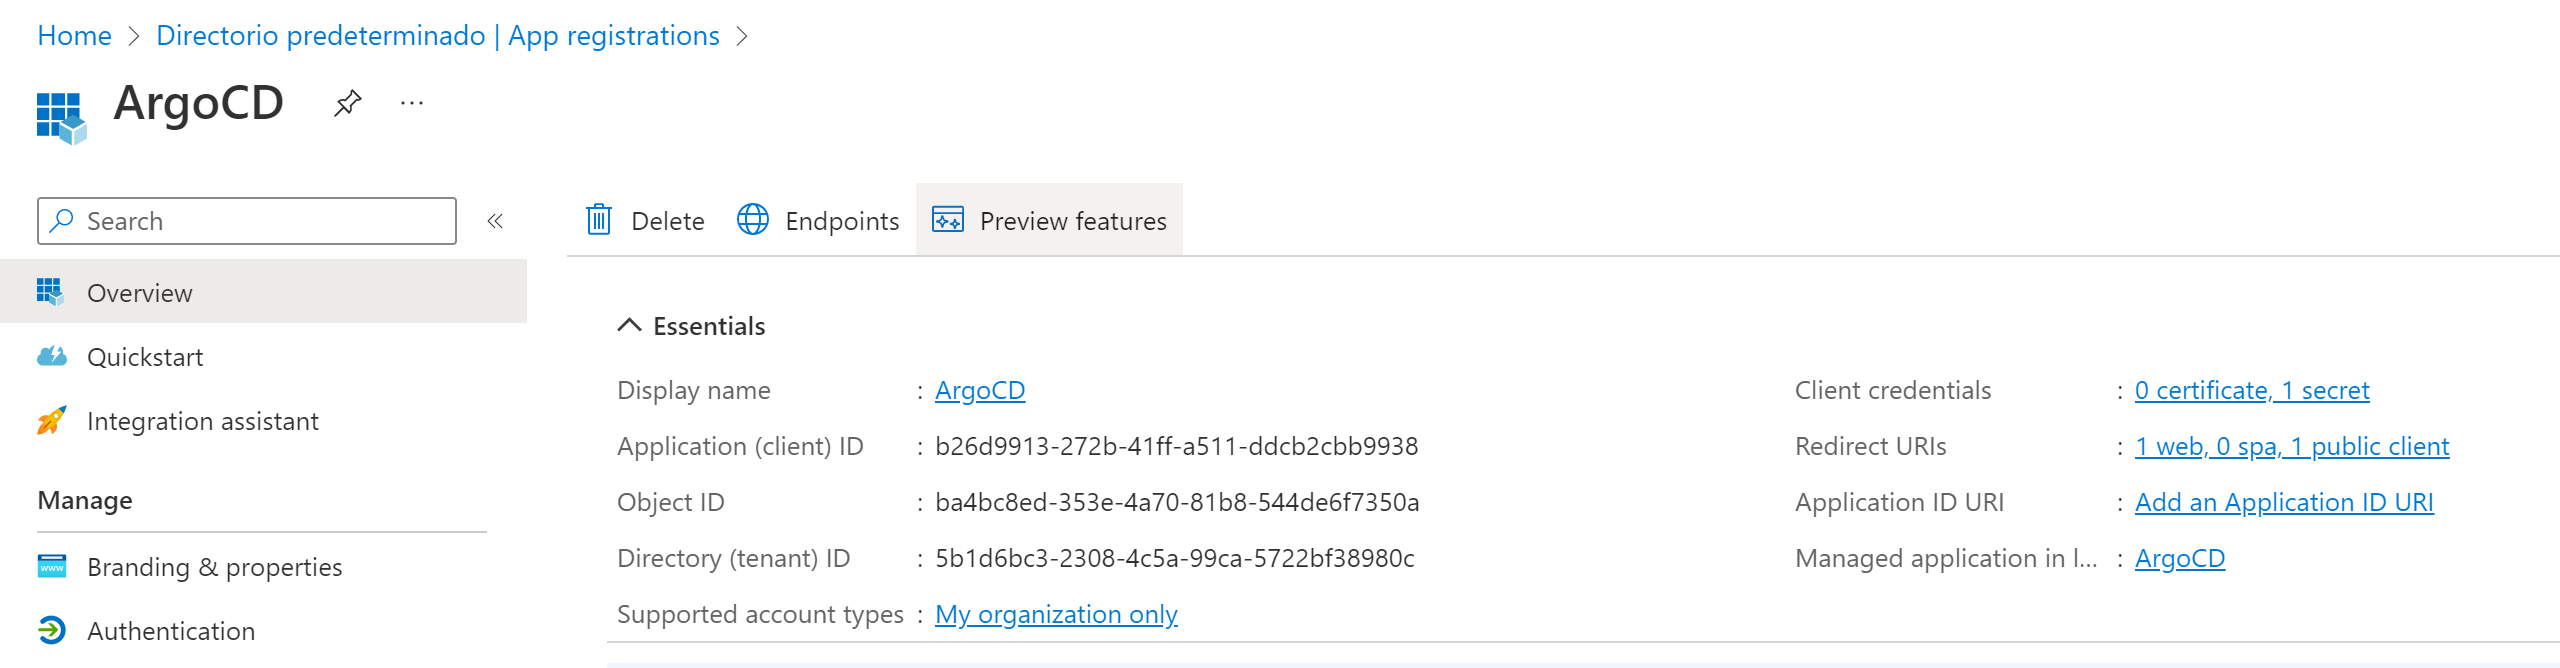 Home > Directorio predeterminado | App registrations >
ArgoCD ...
Search «
Overview
Quickstart
Integration assistant
Manage
Branding & properties
Authentication
Delete Endpoints Preview features
Essentials
Display name : ArgoCD
Application (client) ID : b26d9913-272b-41ff-a511-ddcb2cbb9938
Object ID : ba4bc8ed-353e-4a70-81b8-544de6f7350a
Directory (tenant) ID : 5b1d6bc3-2308-4c5a-99ca-5722bf38980c
Supported account types : My organization only
Client credentials : 0 certificate, 1 secret
Redirect URIs : 1 web, 0 spa, 1 public client
Application ID URI : Add an Application ID URI
Managed application in l... : ArgoCD